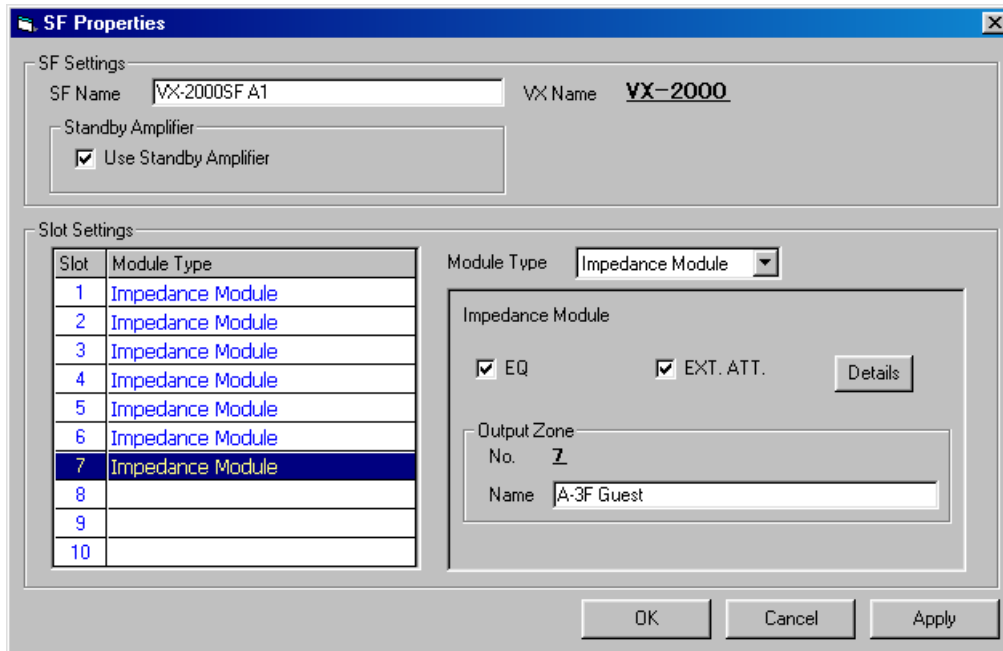 SF Properties
SF Settings
SF Name VX-2000SF A1 VX Name VX-2000
Standby Amplifier
Use Standby Amplifier
Slot Settings
Slot Module Type
1 Impedance Module
2 Impedance Module
3 Impedance Module
4 Impedance Module
5 Impedance Module
6 Impedance Module
7 Impedance Module
8
9
10
Module Type Impedance Module
Impedance Module
EQ EXT. ATT. Details
Output Zone
No. 7
Name A-3F Guest
OK Cancel Apply